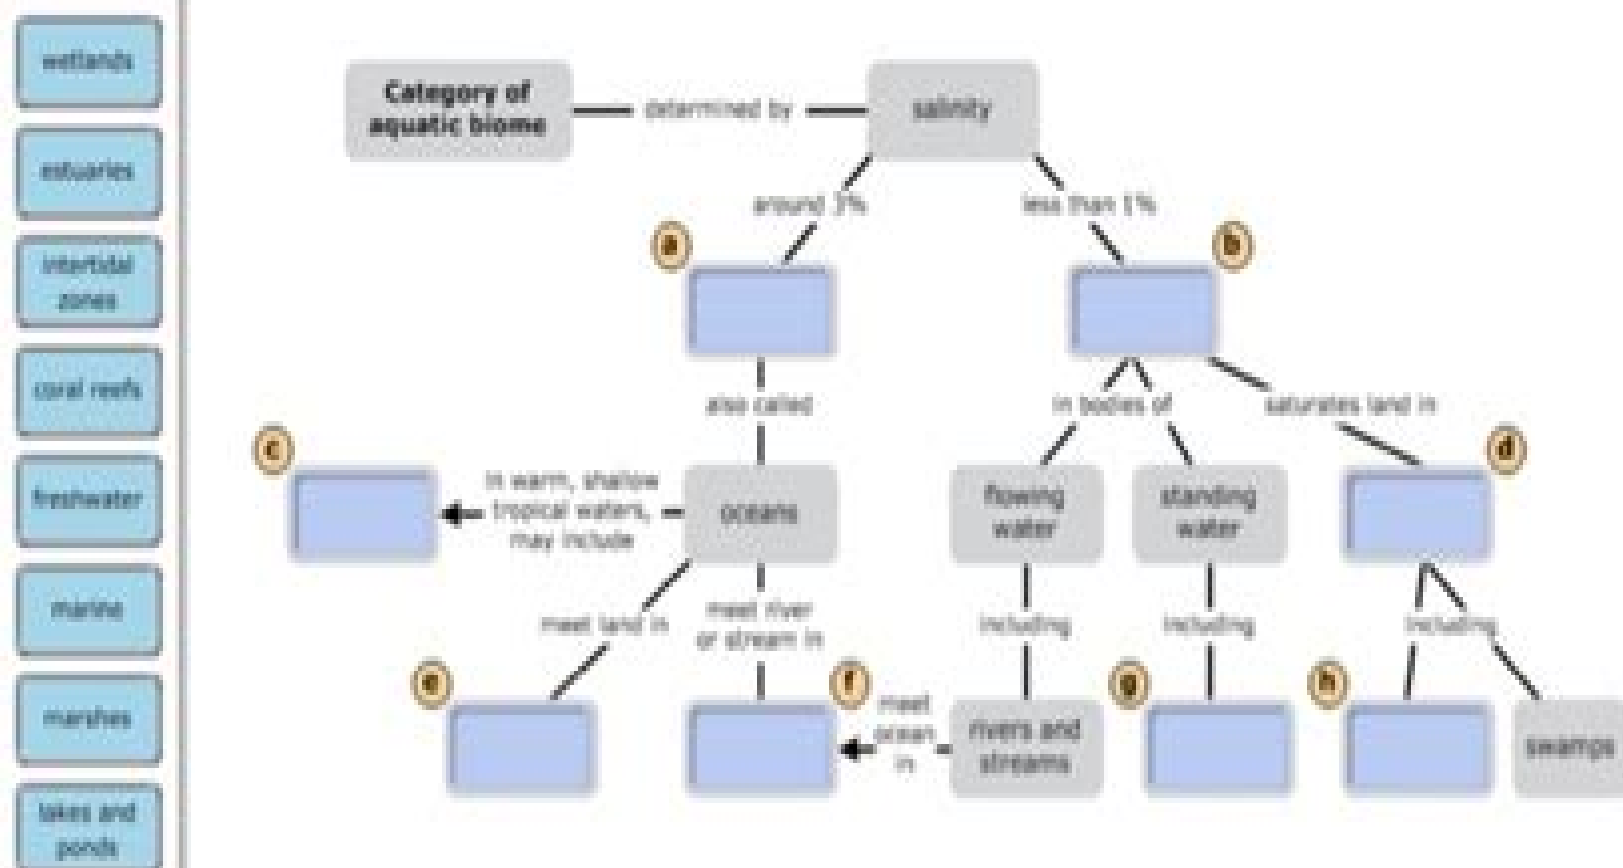 wetlands
estuaries
intertidal
zones
coral reefs
freshwater
marine
marshes
lakes and
ponds
Category of
aquatic biome
determined by
salinity
around 3%
less than 1%
a
b
also called
in bodies of
saturates land in
c
d
in warm, shallow
tropical waters,
may include
oceans
flowing
water
standing
water
meet land in
meet river
or stream in
including
including
including
e
f
g
h
meet
ocean
in
rivers and
streams
swamps